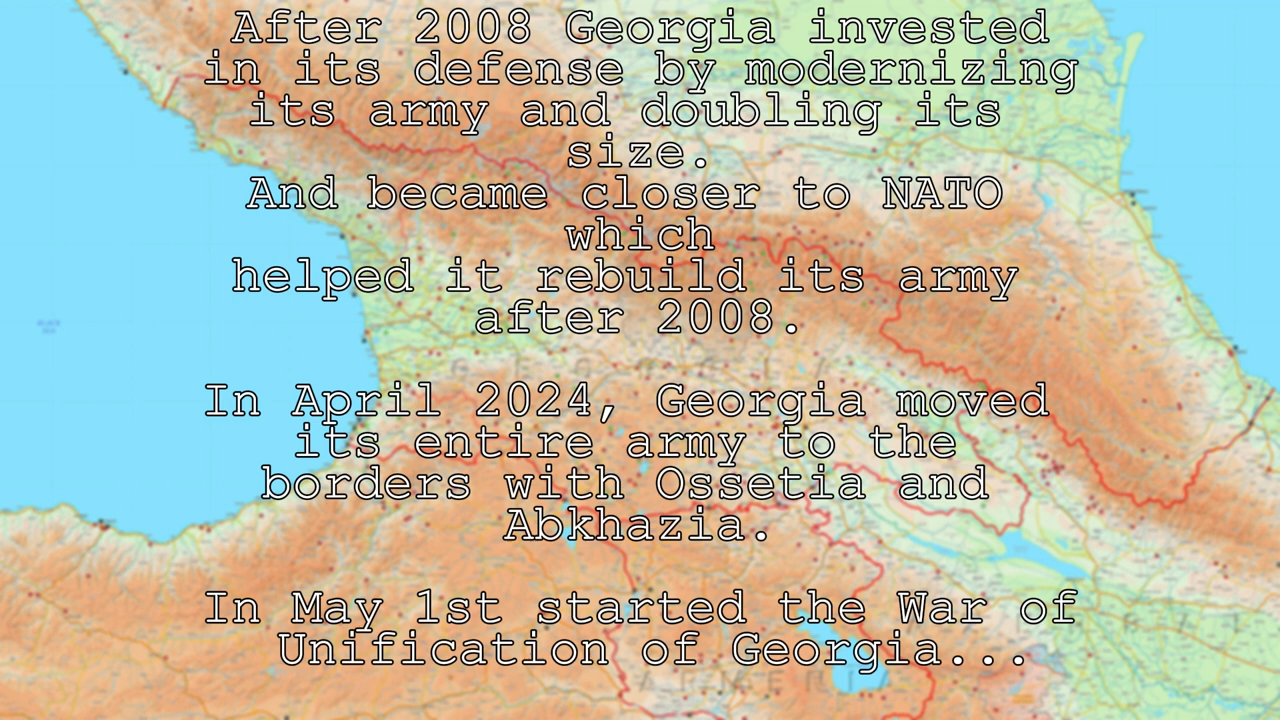 After 2008 Georgia invested
in its defense by modernizing
its army and doubling its
size.
And became closer to NATO
which
helped it rebuild its army
after 2008.
G E O R G I A
In April 2024, Georgia moved
its entire army to the
borders with Ossetia and
Abkhazia.
In May 1st started the War of
Unification of Georgia...
A R M E N I A